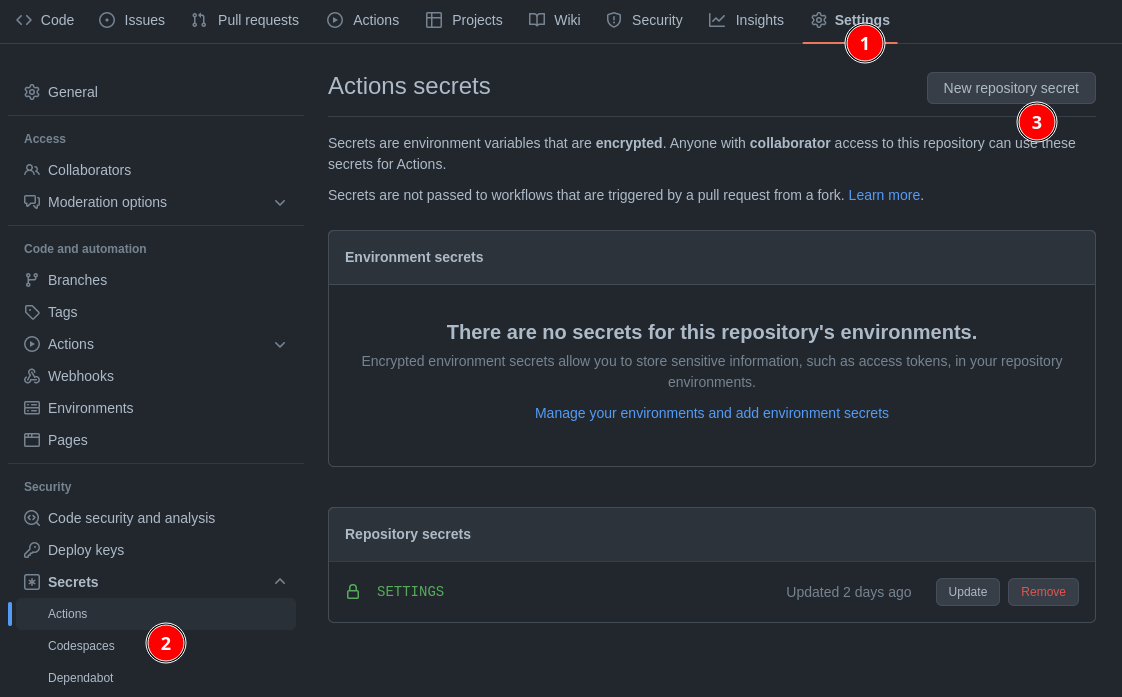 Code Issues Pull requests Actions Projects Wiki Security Insights Settings
1
General
Access
Collaborators
Moderation options
Code and automation
Branches
Tags
Actions
Webhooks
Environments
Pages
Security
Code security and analysis
Deploy keys
Secrets
Actions
Codespaces
2
Dependabot
Actions secrets
New repository secret
3
Secrets are environment variables that are encrypted. Anyone with collaborator access to this repository can use these
secrets for Actions.
Secrets are not passed to workflows that are triggered by a pull request from a fork. Learn more.
Environment secrets
There are no secrets for this repository's environments.
Encrypted environment secrets allow you to store sensitive information, such as access tokens, in your repository
environments.
Manage your environments and add environment secrets
Repository secrets
SETTINGS Updated 2 days ago Update Remove